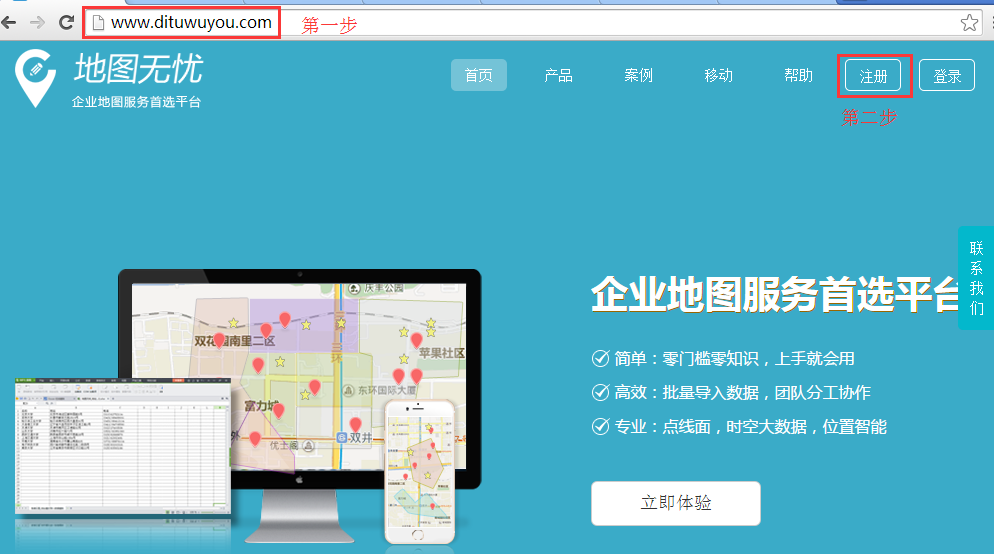 www.dituwuyou.com 第一步
地图无忧
企业地图服务首选平台
首页 产品 案例 移动 帮助 注册 登录
第二步
联系我们
企业地图服务首选平台
简单：零门槛零知识，上手就会用
高效：批量导入数据，团队分工协作
专业：点线面，时空大数据，位置智能
立即体验
庆丰公园
双花园南里二区
三环
苹果社区
东环国际大厦
富力城
外
优士阁
双井